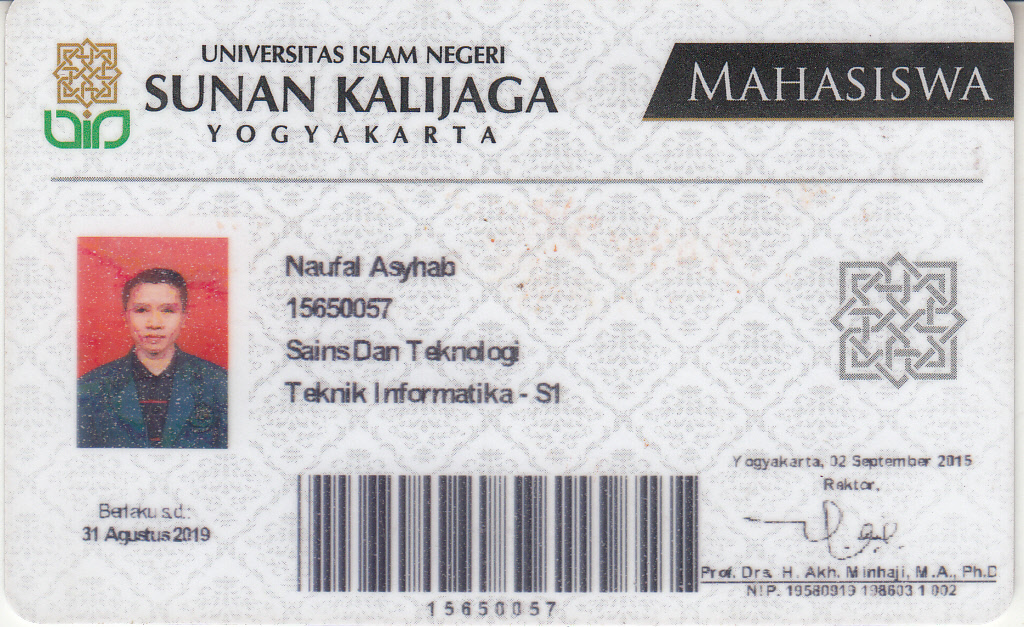 UNIVERSITAS ISLAM NEGERI
SUNAN KALIJAGA
YOGYAKARTA
MAHASISWA
uin
Naufal Asyhab
15650057
Sains Dan Teknologi
Teknik Informatika - S1
Berlaku s.d.:
31 Agustus 2019
15650057
Yogyakarta, 02 September 2015
Rektor,
Prof. Drs. H. Akh. Minhaji, M.A., Ph.D
NIP. 19580919 198603 1 002